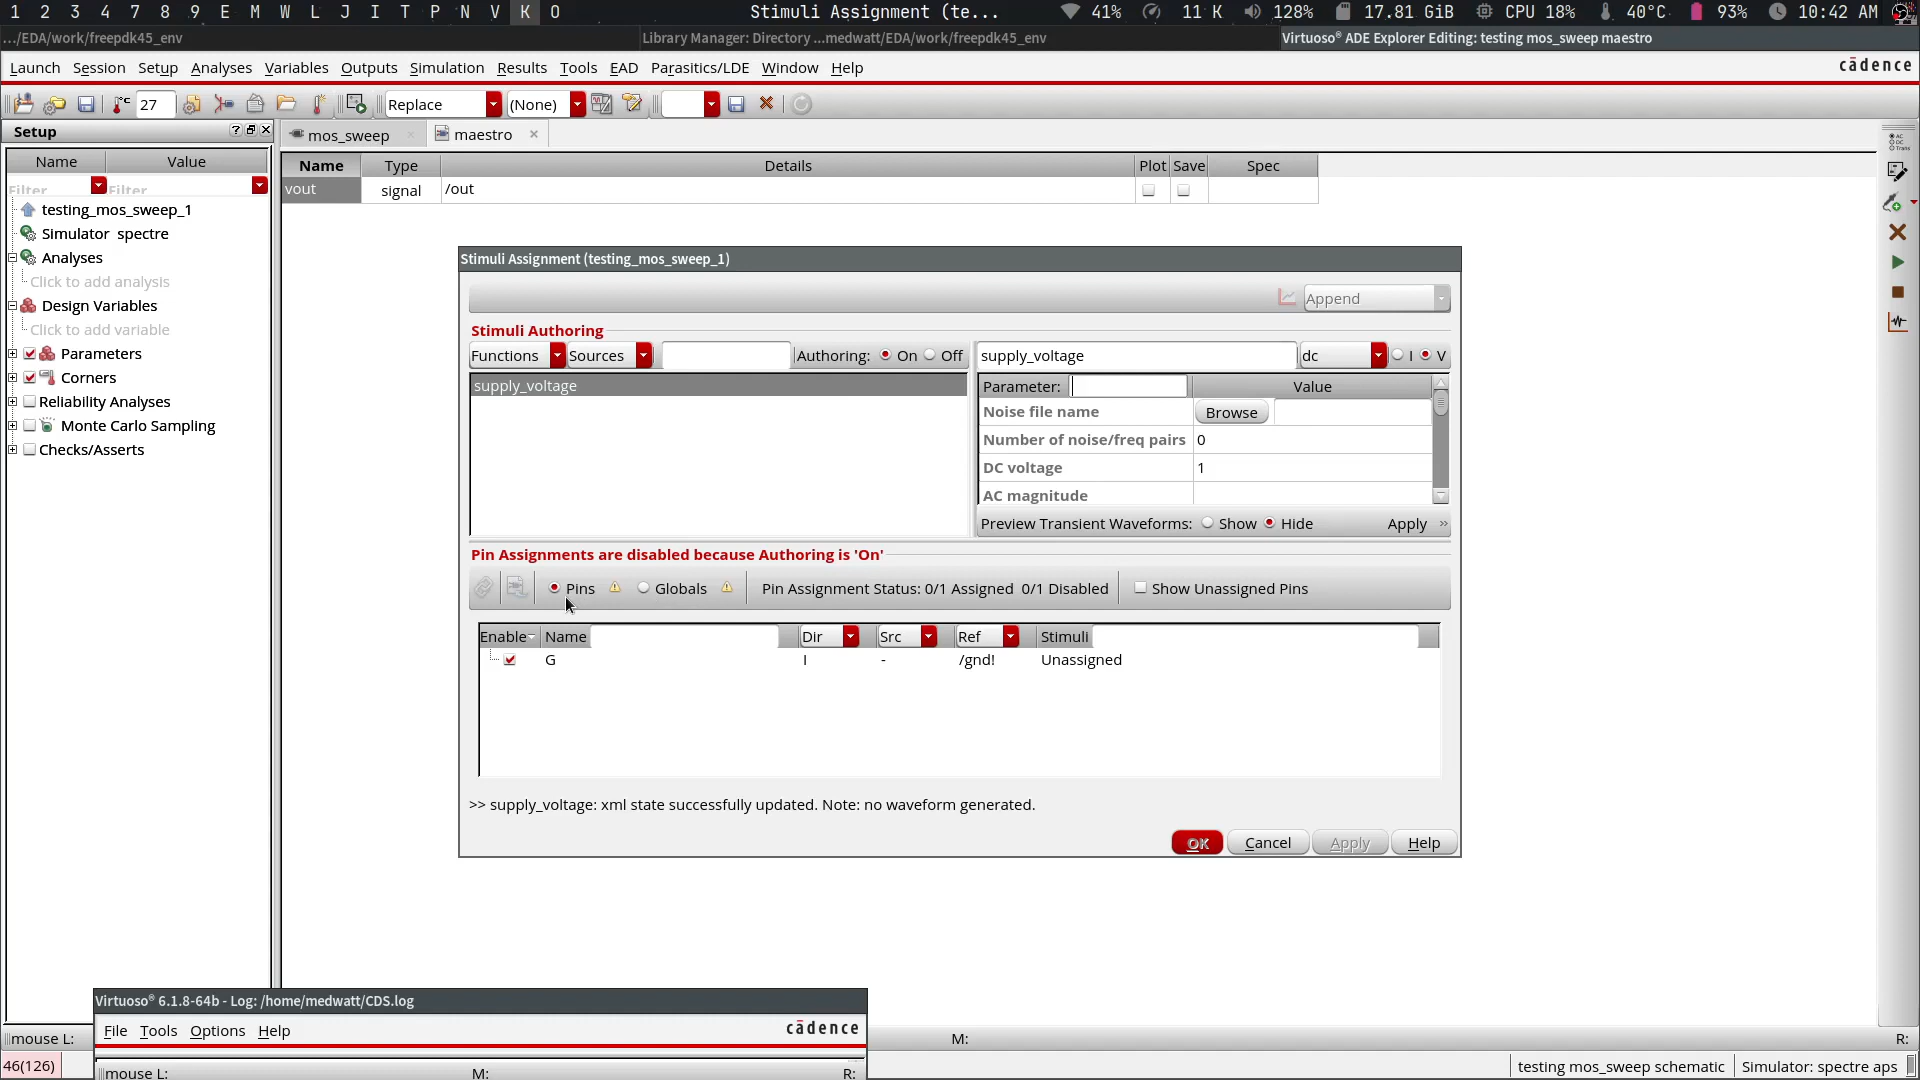 1 2 3 4 7 8 9 E M W L J I T P N V K O
Stimuli Assignment (te...
41% 11 K 128% 17.81 GiB CPU 18% 40°C 93% 10:42 AM
.../EDA/work/freepdk45_env
Library Manager: Directory ...medwatt/EDA/work/freepdk45_env
Virtuoso® ADE Explorer Editing: testing mos_sweep maestro
Launch Session Setup Analyses Variables Outputs Simulation Results Tools EAD Parasitics/LDE Window Help
cādence
27 Replace (None)
Setup
mos_sweep maestro
Name Value
Filter Filter
testing_mos_sweep_1
Simulator spectre
Analyses
Click to add analysis
Design Variables
Click to add variable
Parameters
Corners
Reliability Analyses
Monte Carlo Sampling
Checks/Asserts
Name Type Details Plot Save Spec
vout signal /out
Stimuli Assignment (testing_mos_sweep_1)
Append
Stimuli Authoring
Functions Sources Authoring: On Off
supply_voltage dc I V
supply_voltage
Parameter: Value
Noise file name Browse
Number of noise/freq pairs 0
DC voltage 1
AC magnitude
Preview Transient Waveforms: Show Hide Apply »
Pin Assignments are disabled because Authoring is 'On'
Pins Globals Pin Assignment Status: 0/1 Assigned 0/1 Disabled Show Unassigned Pins
Enable Name Dir Src Ref Stimuli
G I - /gnd! Unassigned
>> supply_voltage: xml state successfully updated. Note: no waveform generated.
OK Cancel Apply Help
Virtuoso® 6.1.8-64b - Log: /home/medwatt/CDS.log
File Tools Options Help
cādence
mouse L: M: R:
mouse L: M: R:
46(126)
testing mos_sweep schematic
Simulator: spectre aps